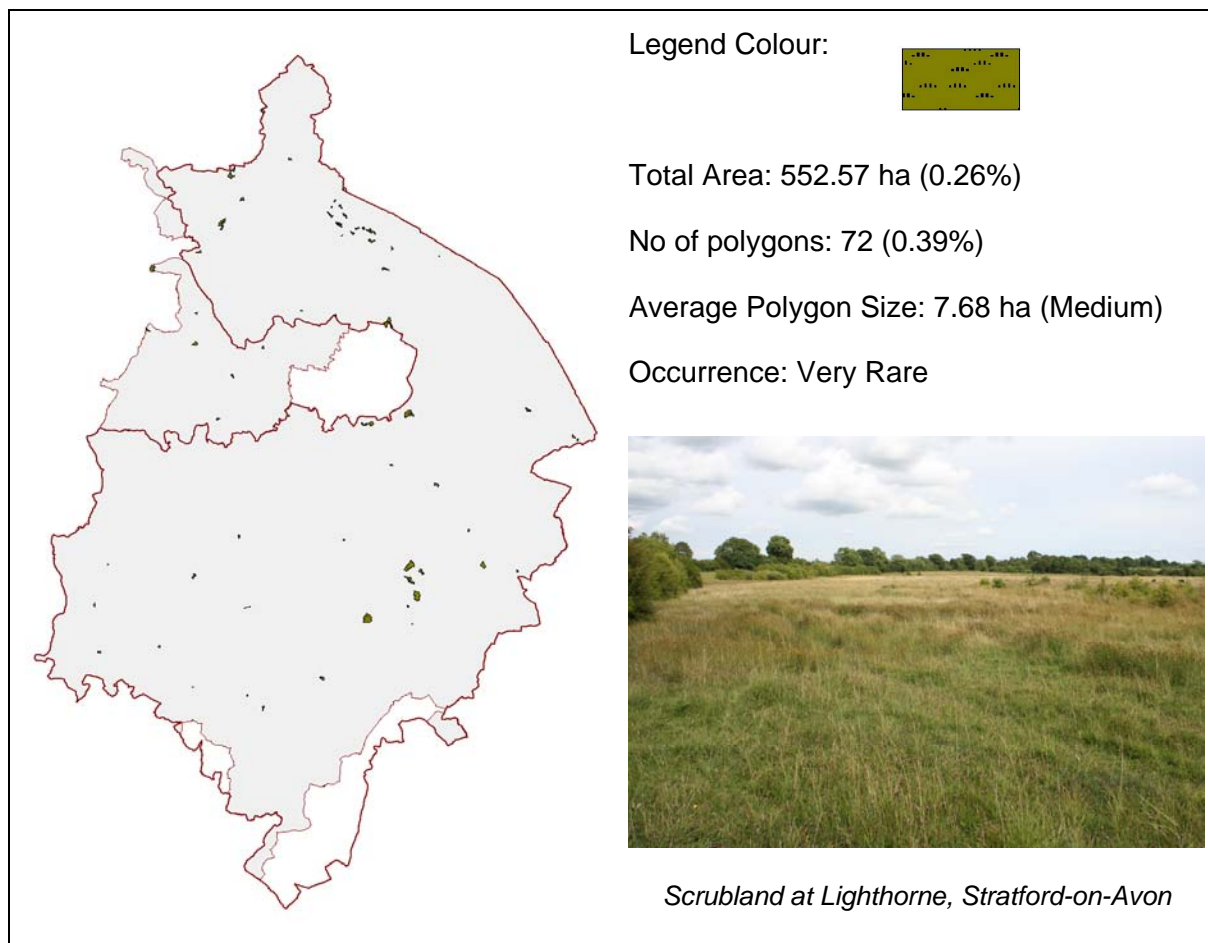 Legend Colour:
Total Area: 552.57 ha (0.26%)
No of polygons: 72 (0.39%)
Average Polygon Size: 7.68 ha (Medium)
Occurrence: Very Rare
Scrubland at Lighthorne, Stratford-on-Avon